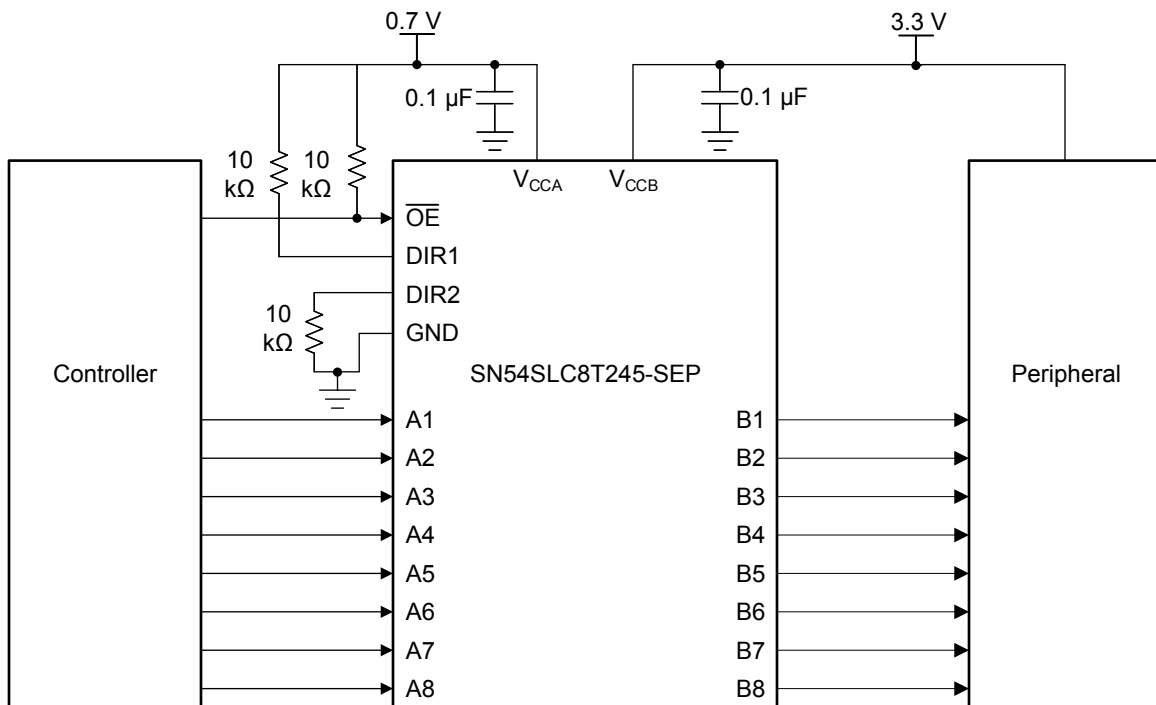 0.7 V
3.3 V
0.1 µF
0.1 µF
10
kΩ
10
kΩ
V_CCA
V_CCB
OE
DIR1
DIR2
10
kΩ
GND
Controller
SN54SLC8T245-SEP
Peripheral
A1
B1
A2
B2
A3
B3
A4
B4
A5
B5
A6
B6
A7
B7
A8
B8